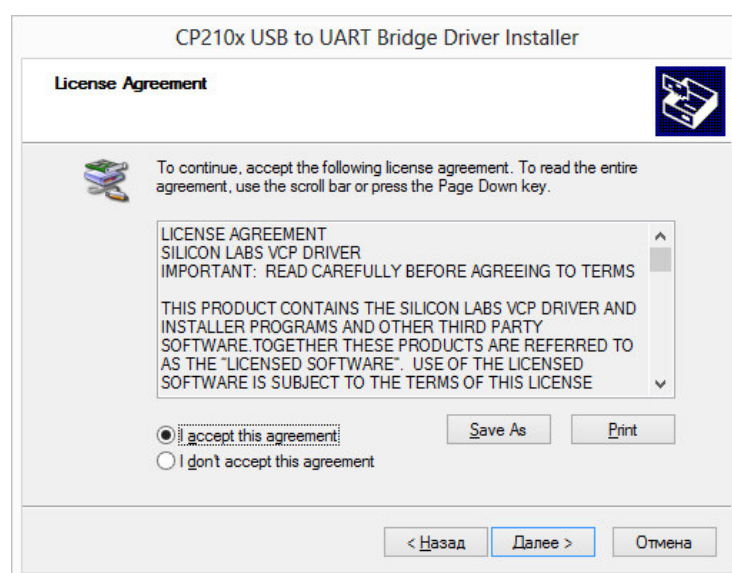 CP210x USB to UART Bridge Driver Installer
License Agreement
To continue, accept the following license agreement. To read the entire
agreement, use the scroll bar or press the Page Down key.
LICENSE AGREEMENT
SILICON LABS VCP DRIVER
IMPORTANT:  READ CAREFULLY BEFORE AGREEING TO TERMS
THIS PRODUCT CONTAINS THE SILICON LABS VCP DRIVER AND
INSTALLER PROGRAMS AND OTHER THIRD PARTY
SOFTWARE.TOGETHER THESE PRODUCTS ARE REFERRED TO
AS THE "LICENSED SOFTWARE".  USE OF THE LICENSED
SOFTWARE IS SUBJECT TO THE TERMS OF THIS LICENSE
I accept this agreement
Save As
Print
I don't accept this agreement
< Назад
Далее >
Отмена